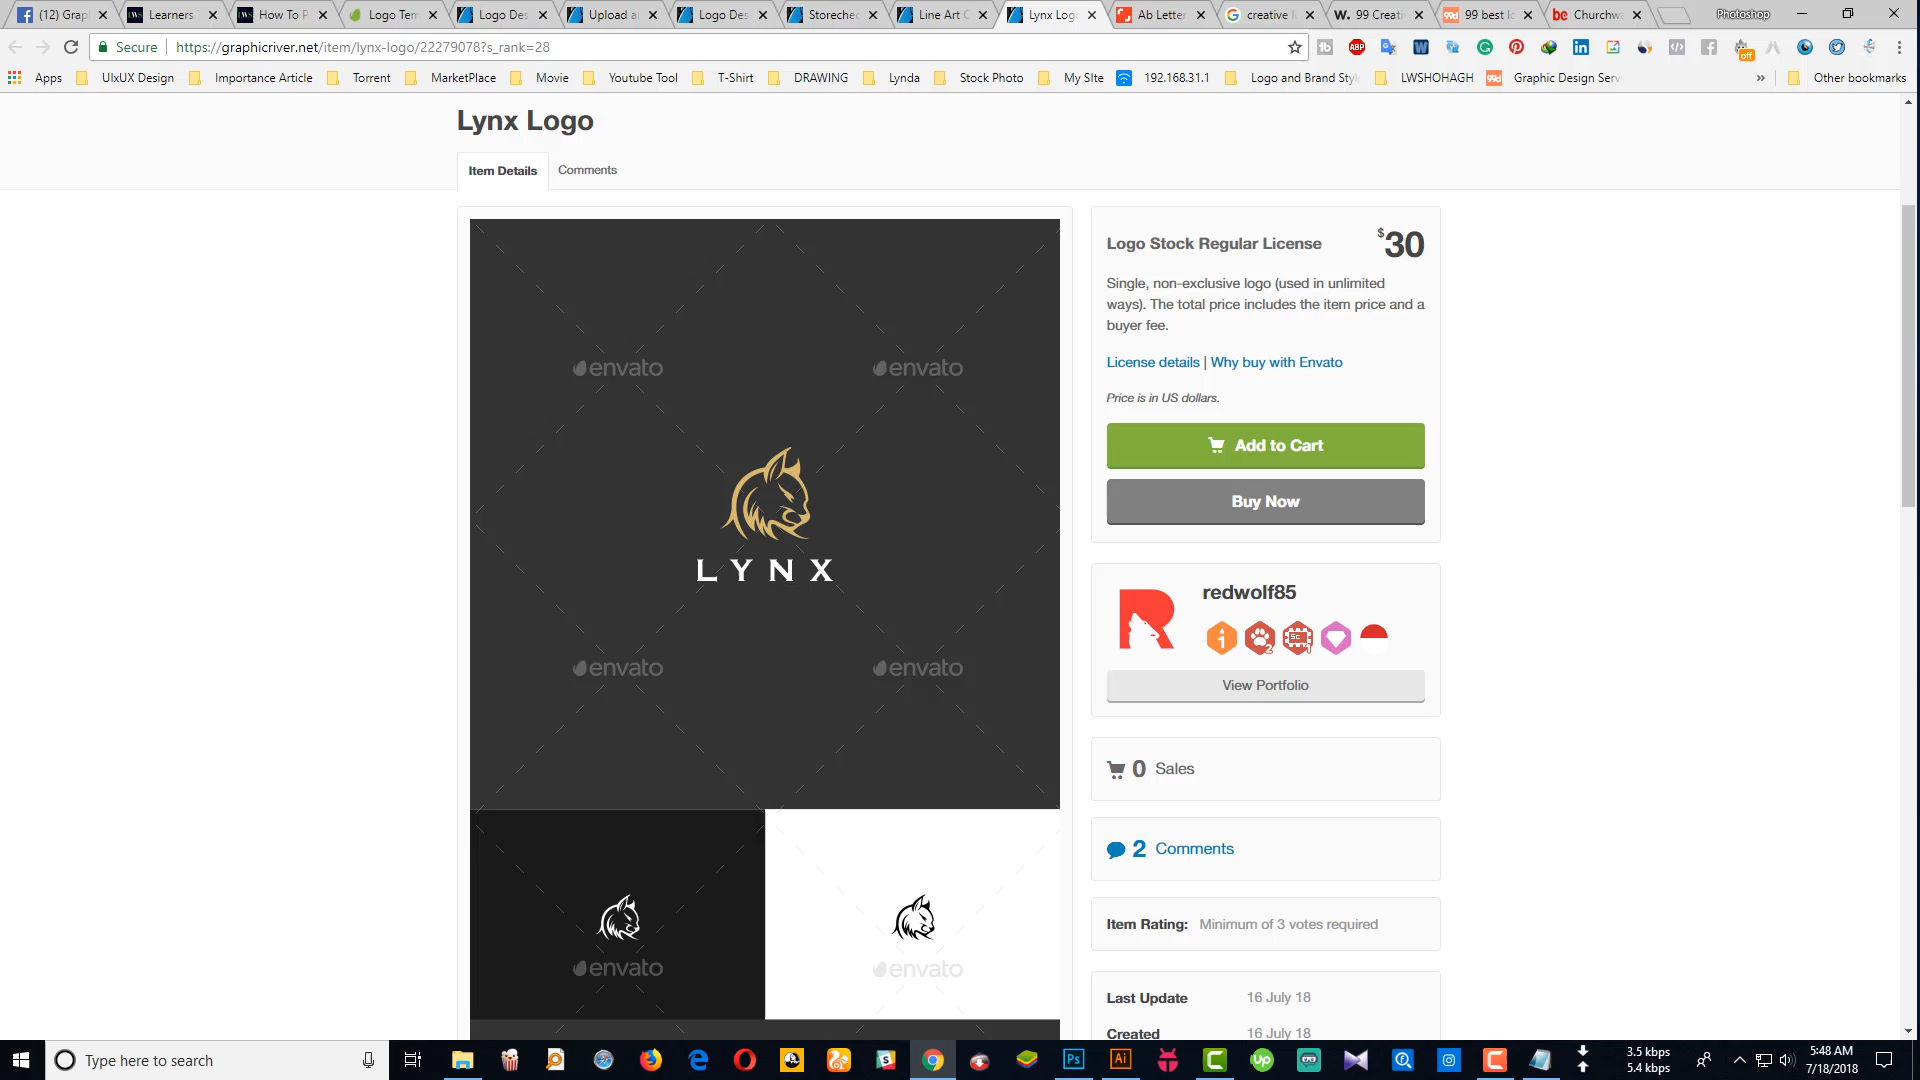 (12) Grap
Learners
How To P
Logo Tem
Logo Des
Upload a
Logo Des
Storechec
Line Art C
Lynx Logo
Ab Letter
creative l
99 Creati
99 best lo
Churchwa
Photoshop
Secure
https://graphicriver.net/item/lynx-logo/22279078?s_rank=28
Apps
UIxUX Design
Importance Article
Torrent
MarketPlace
Movie
Youtube Tool
T-Shirt
DRAWING
Lynda
Stock Photo
My SIte
192.168.31.1
Logo and Brand Style
LWSHOHAGH
Graphic Design Serv
»
Other bookmarks
Lynx Logo
Item Details
Comments
envato
envato
LYNX
envato
envato
envato
envato
Logo Stock Regular License
$30
Single, non-exclusive logo (used in unlimited
ways). The total price includes the item price and a
buyer fee.
License details | Why buy with Envato
Price is in US dollars.
Add to Cart
Buy Now
redwolf85
View Portfolio
0 Sales
2 Comments
Item Rating: Minimum of 3 votes required
Last Update 16 July 18
Created 16 July 18
Type here to search
3.5 kbps
5.4 kbps
5:48 AM
7/18/2018